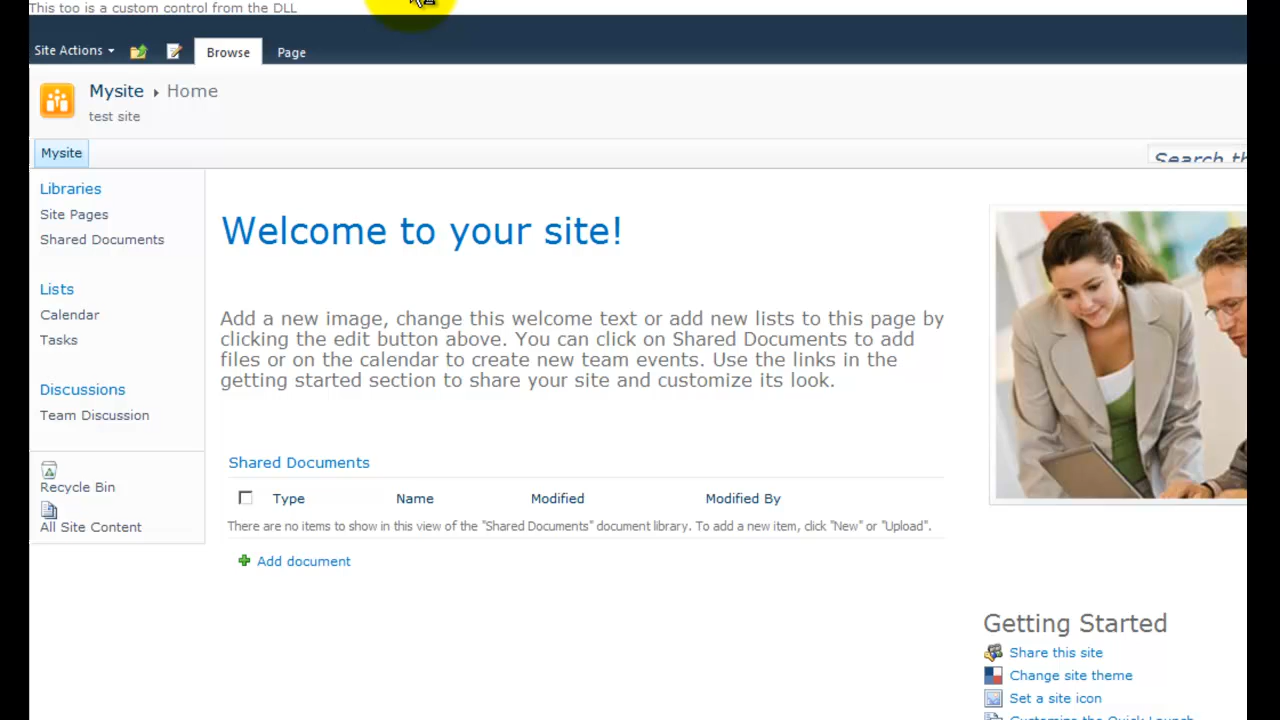 This too is a custom control from the DLL
Site Actions
Browse
Page
Mysite ▸ Home
test site
Mysite
Search th
Libraries
Site Pages
Shared Documents
Lists
Calendar
Tasks
Discussions
Team Discussion
Recycle Bin
All Site Content
Welcome to your site!
Add a new image, change this welcome text or add new lists to this page by
clicking the edit button above. You can click on Shared Documents to add
files or on the calendar to create new team events. Use the links in the
getting started section to share your site and customize its look.
Shared Documents
Type Name Modified Modified By
There are no items to show in this view of the "Shared Documents" document library. To add a new item, click "New" or "Upload".
Add document
Getting Started
Share this site
Change site theme
Set a site icon
Customize the Quick Launch